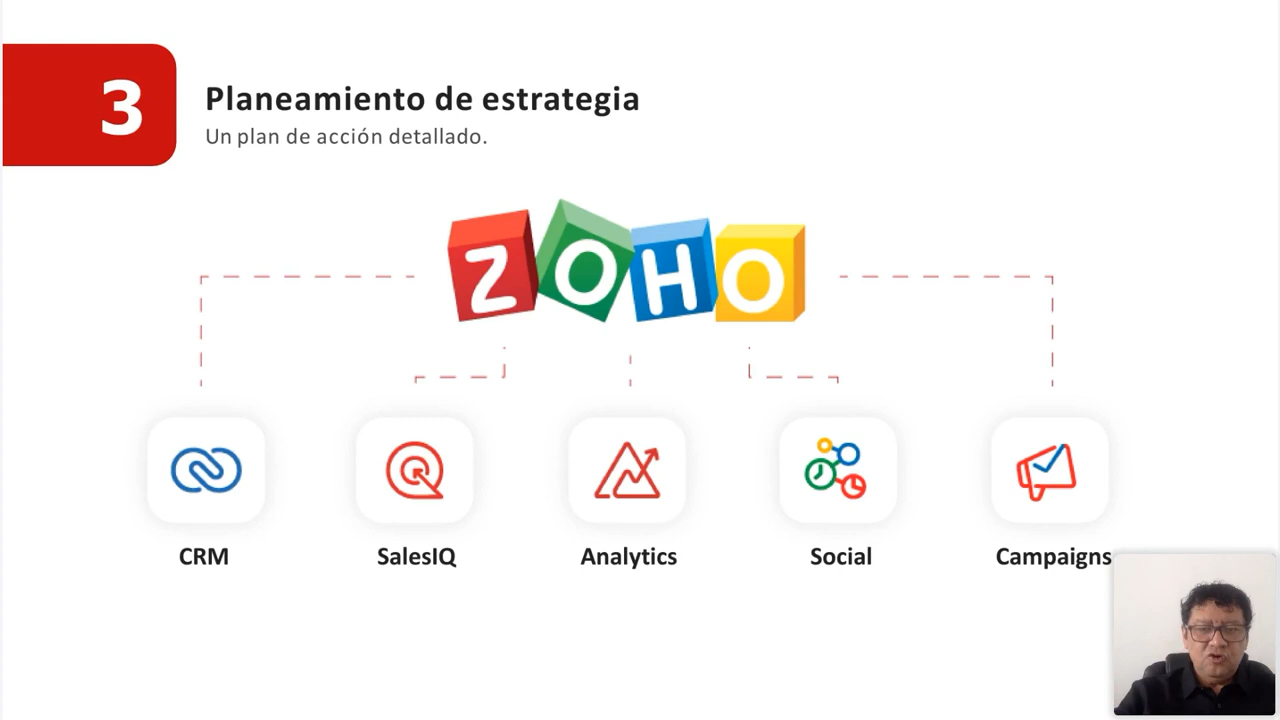 3
Planeamiento de estrategia
Un plan de acción detallado.
ZOHO
CRM
SalesIQ
Analytics
Social
Campaigns